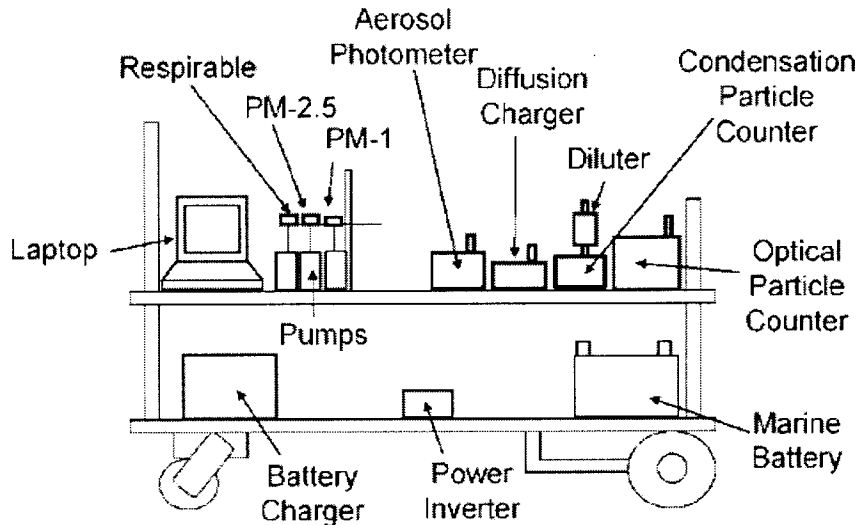 Respirable
PM-2.5
PM-1
Aerosol
Photometer
Diffusion
Charger
Condensation
Particle
Counter
Diluter
Laptop
Pumps
Optical
Particle
Counter
Battery
Charger
Power
Inverter
Marine
Battery